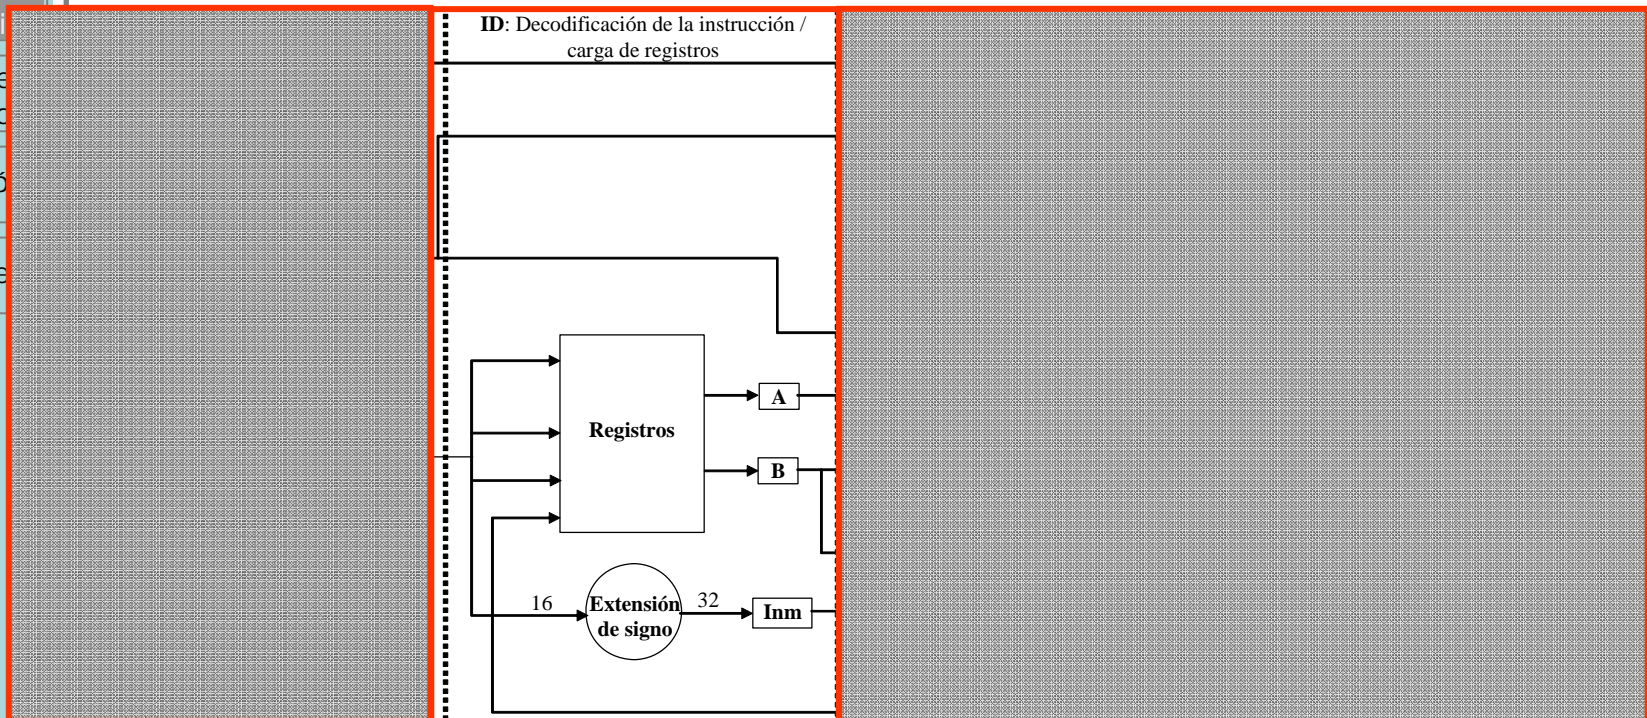 ID: Decodificación de la instrucción /
carga de registros
A
Registros
B
16
Extensión
de signo
32
Inm